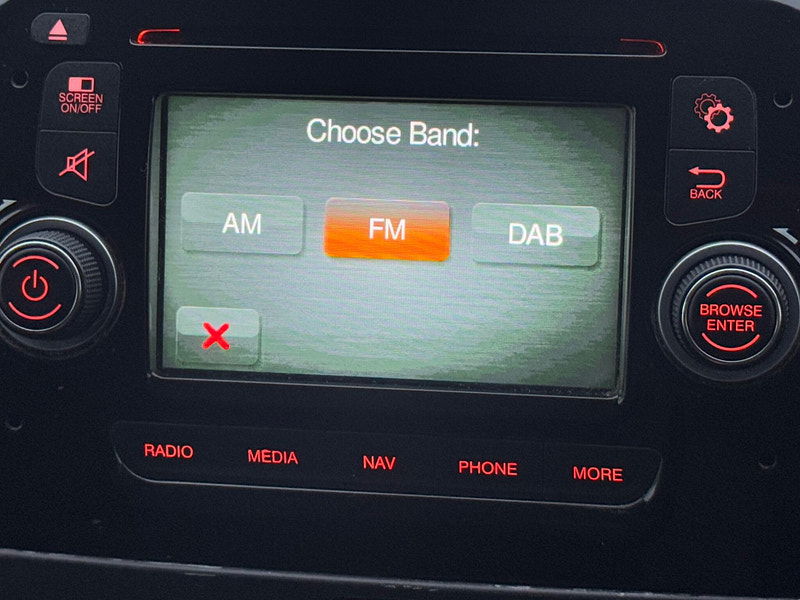 SCREEN
ON/OFF
Choose Band:
AM
FM
DAB
BACK
BROWSE
ENTER
RADIO
MEDIA
NAV
PHONE
MORE